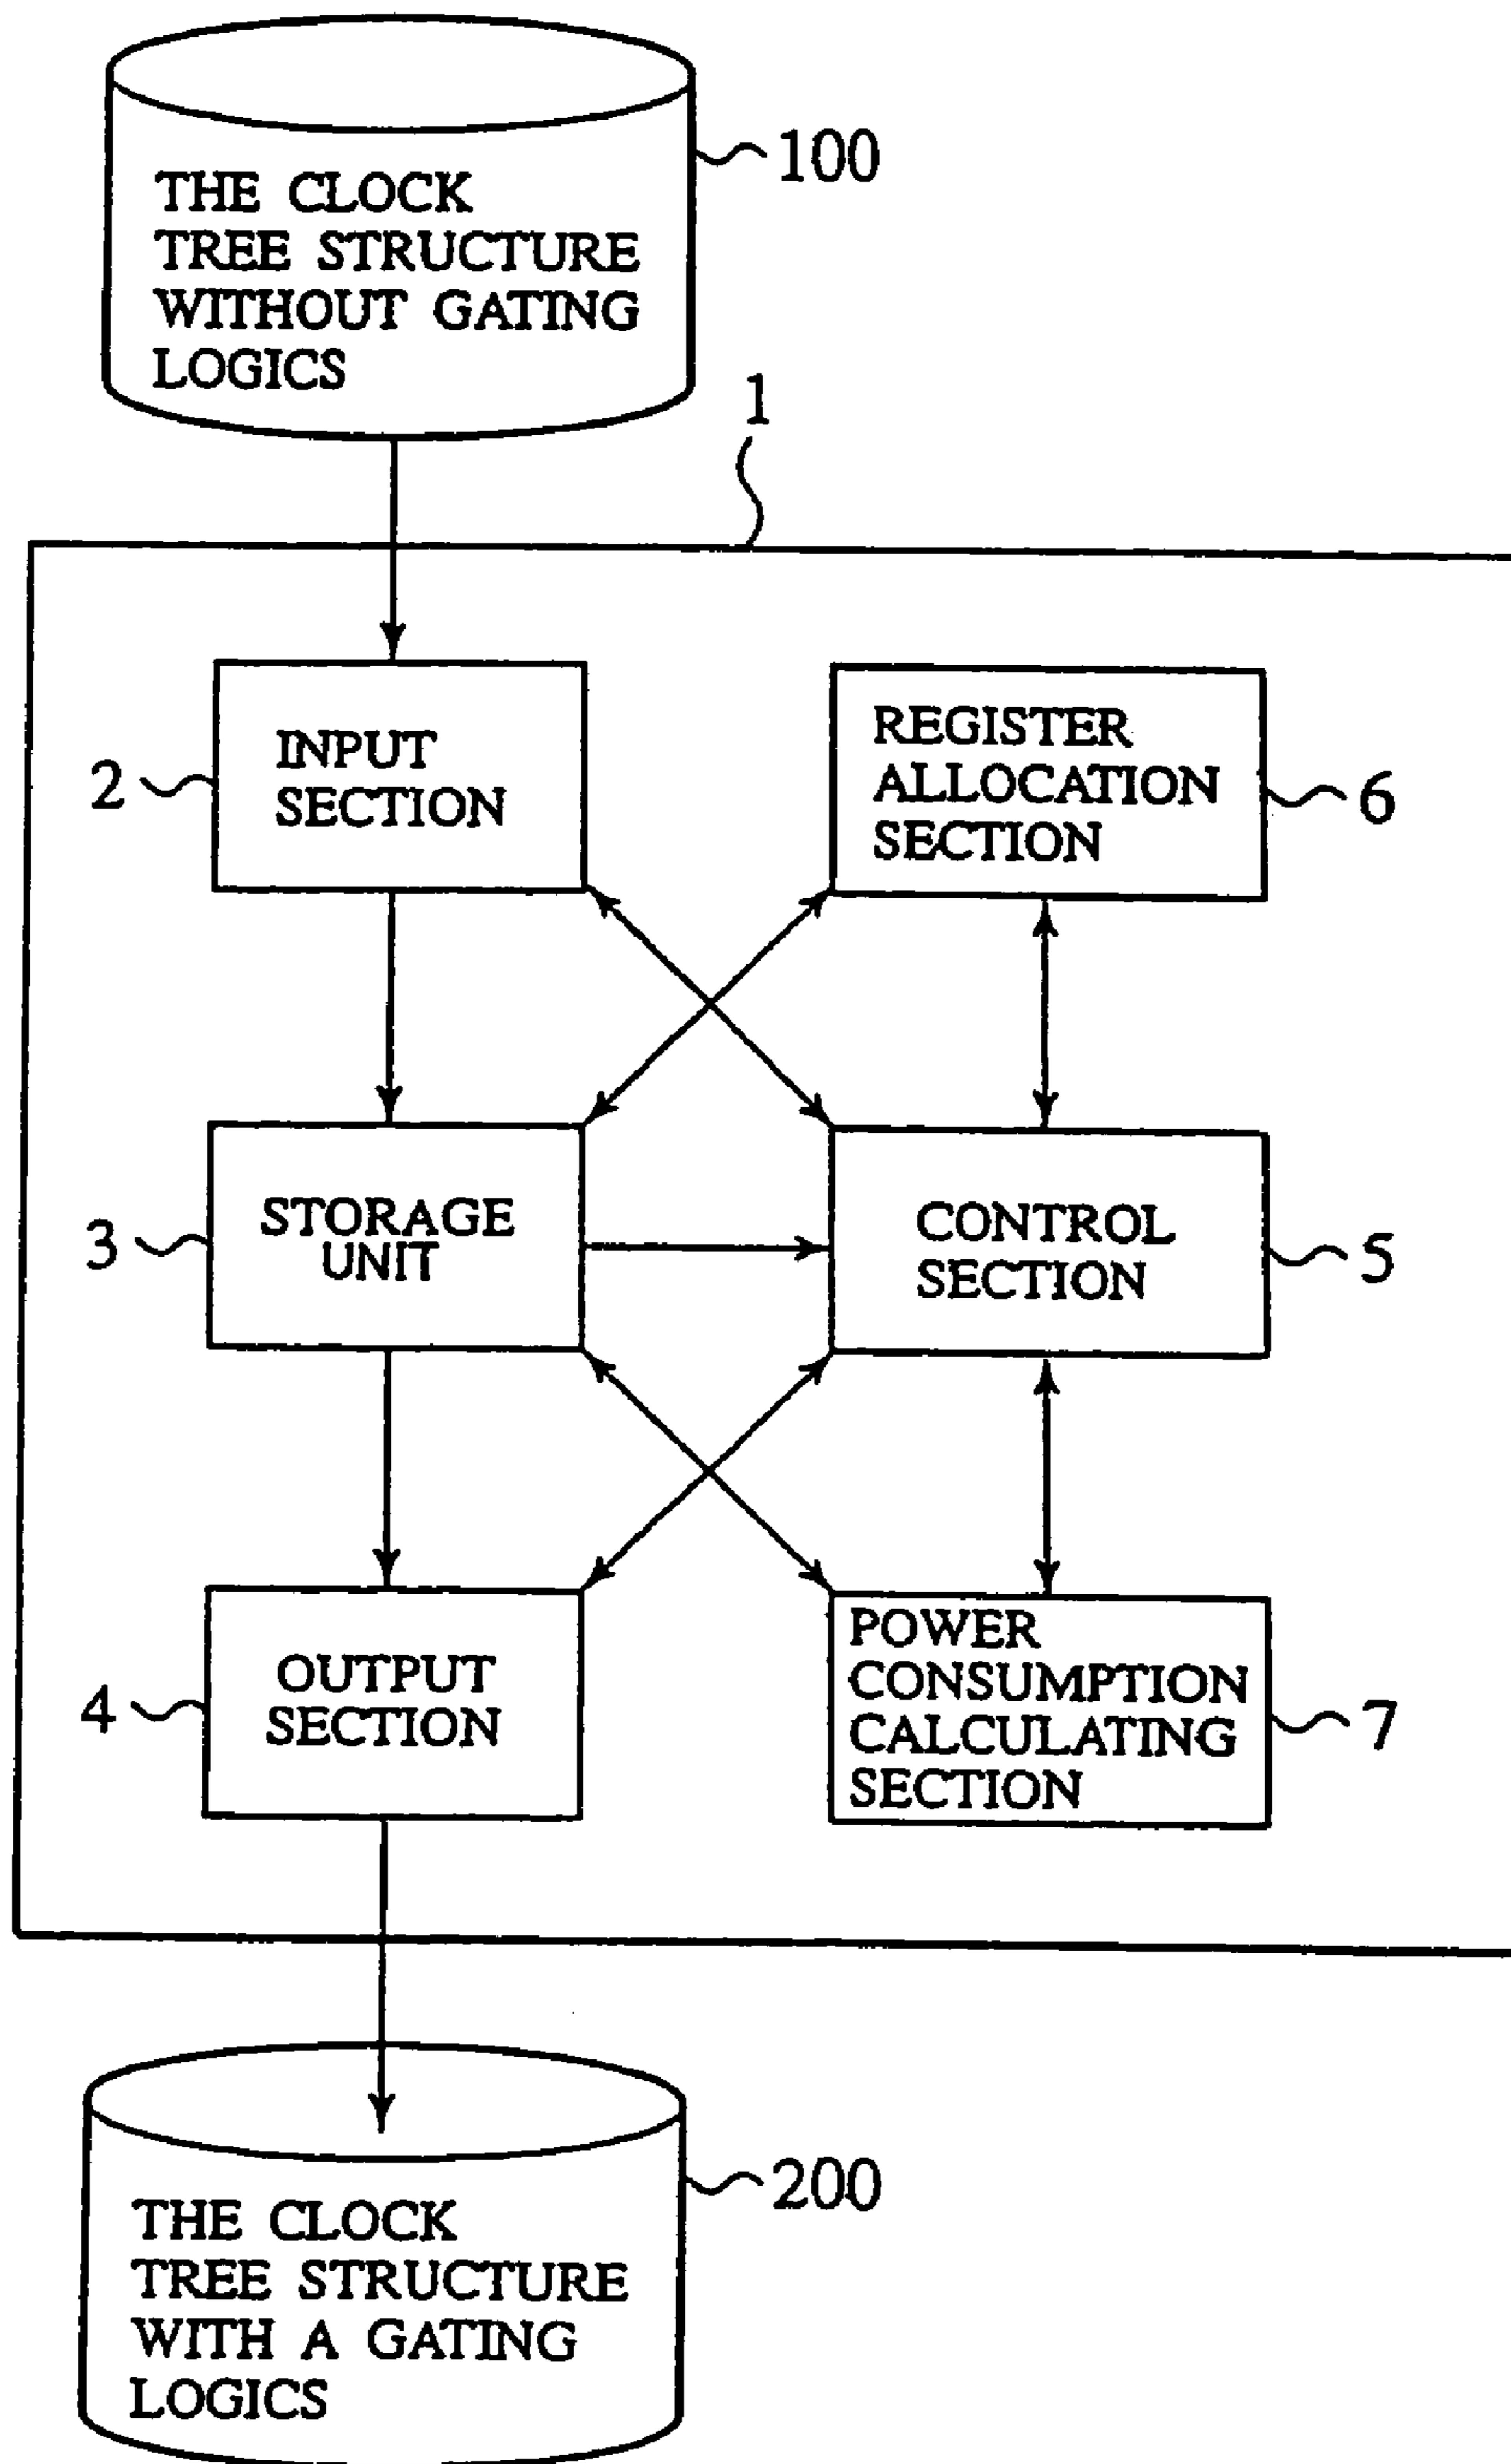 THE CLOCK
TREE STRUCTURE
WITHOUT GATING
LOGICS
100
1
INPUT
SECTION
2
REGISTER
ALLOCATION
SECTION
6
STORAGE
UNIT
3
CONTROL
SECTION
5
OUTPUT
SECTION
4
POWER
CONSUMPTION
CALCULATING
SECTION
7
THE CLOCK
TREE STRUCTURE
WITH A GATING
LOGICS
200